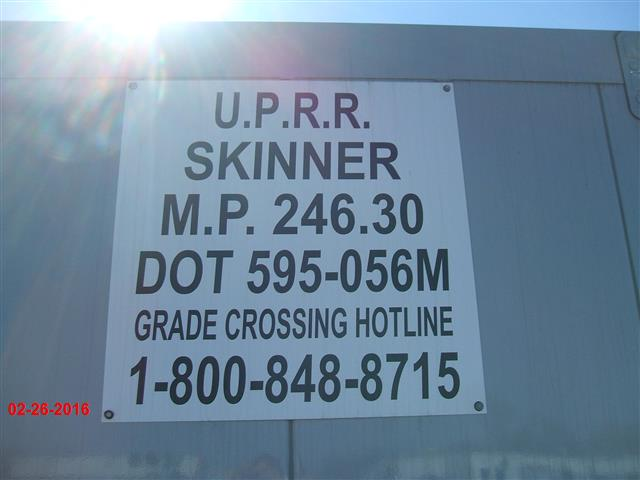 U.P.R.R.
SKINNER
M.P. 246.30
DOT 595-056M
GRADE CROSSING HOTLINE
1-800-848-8715
02-26-2016